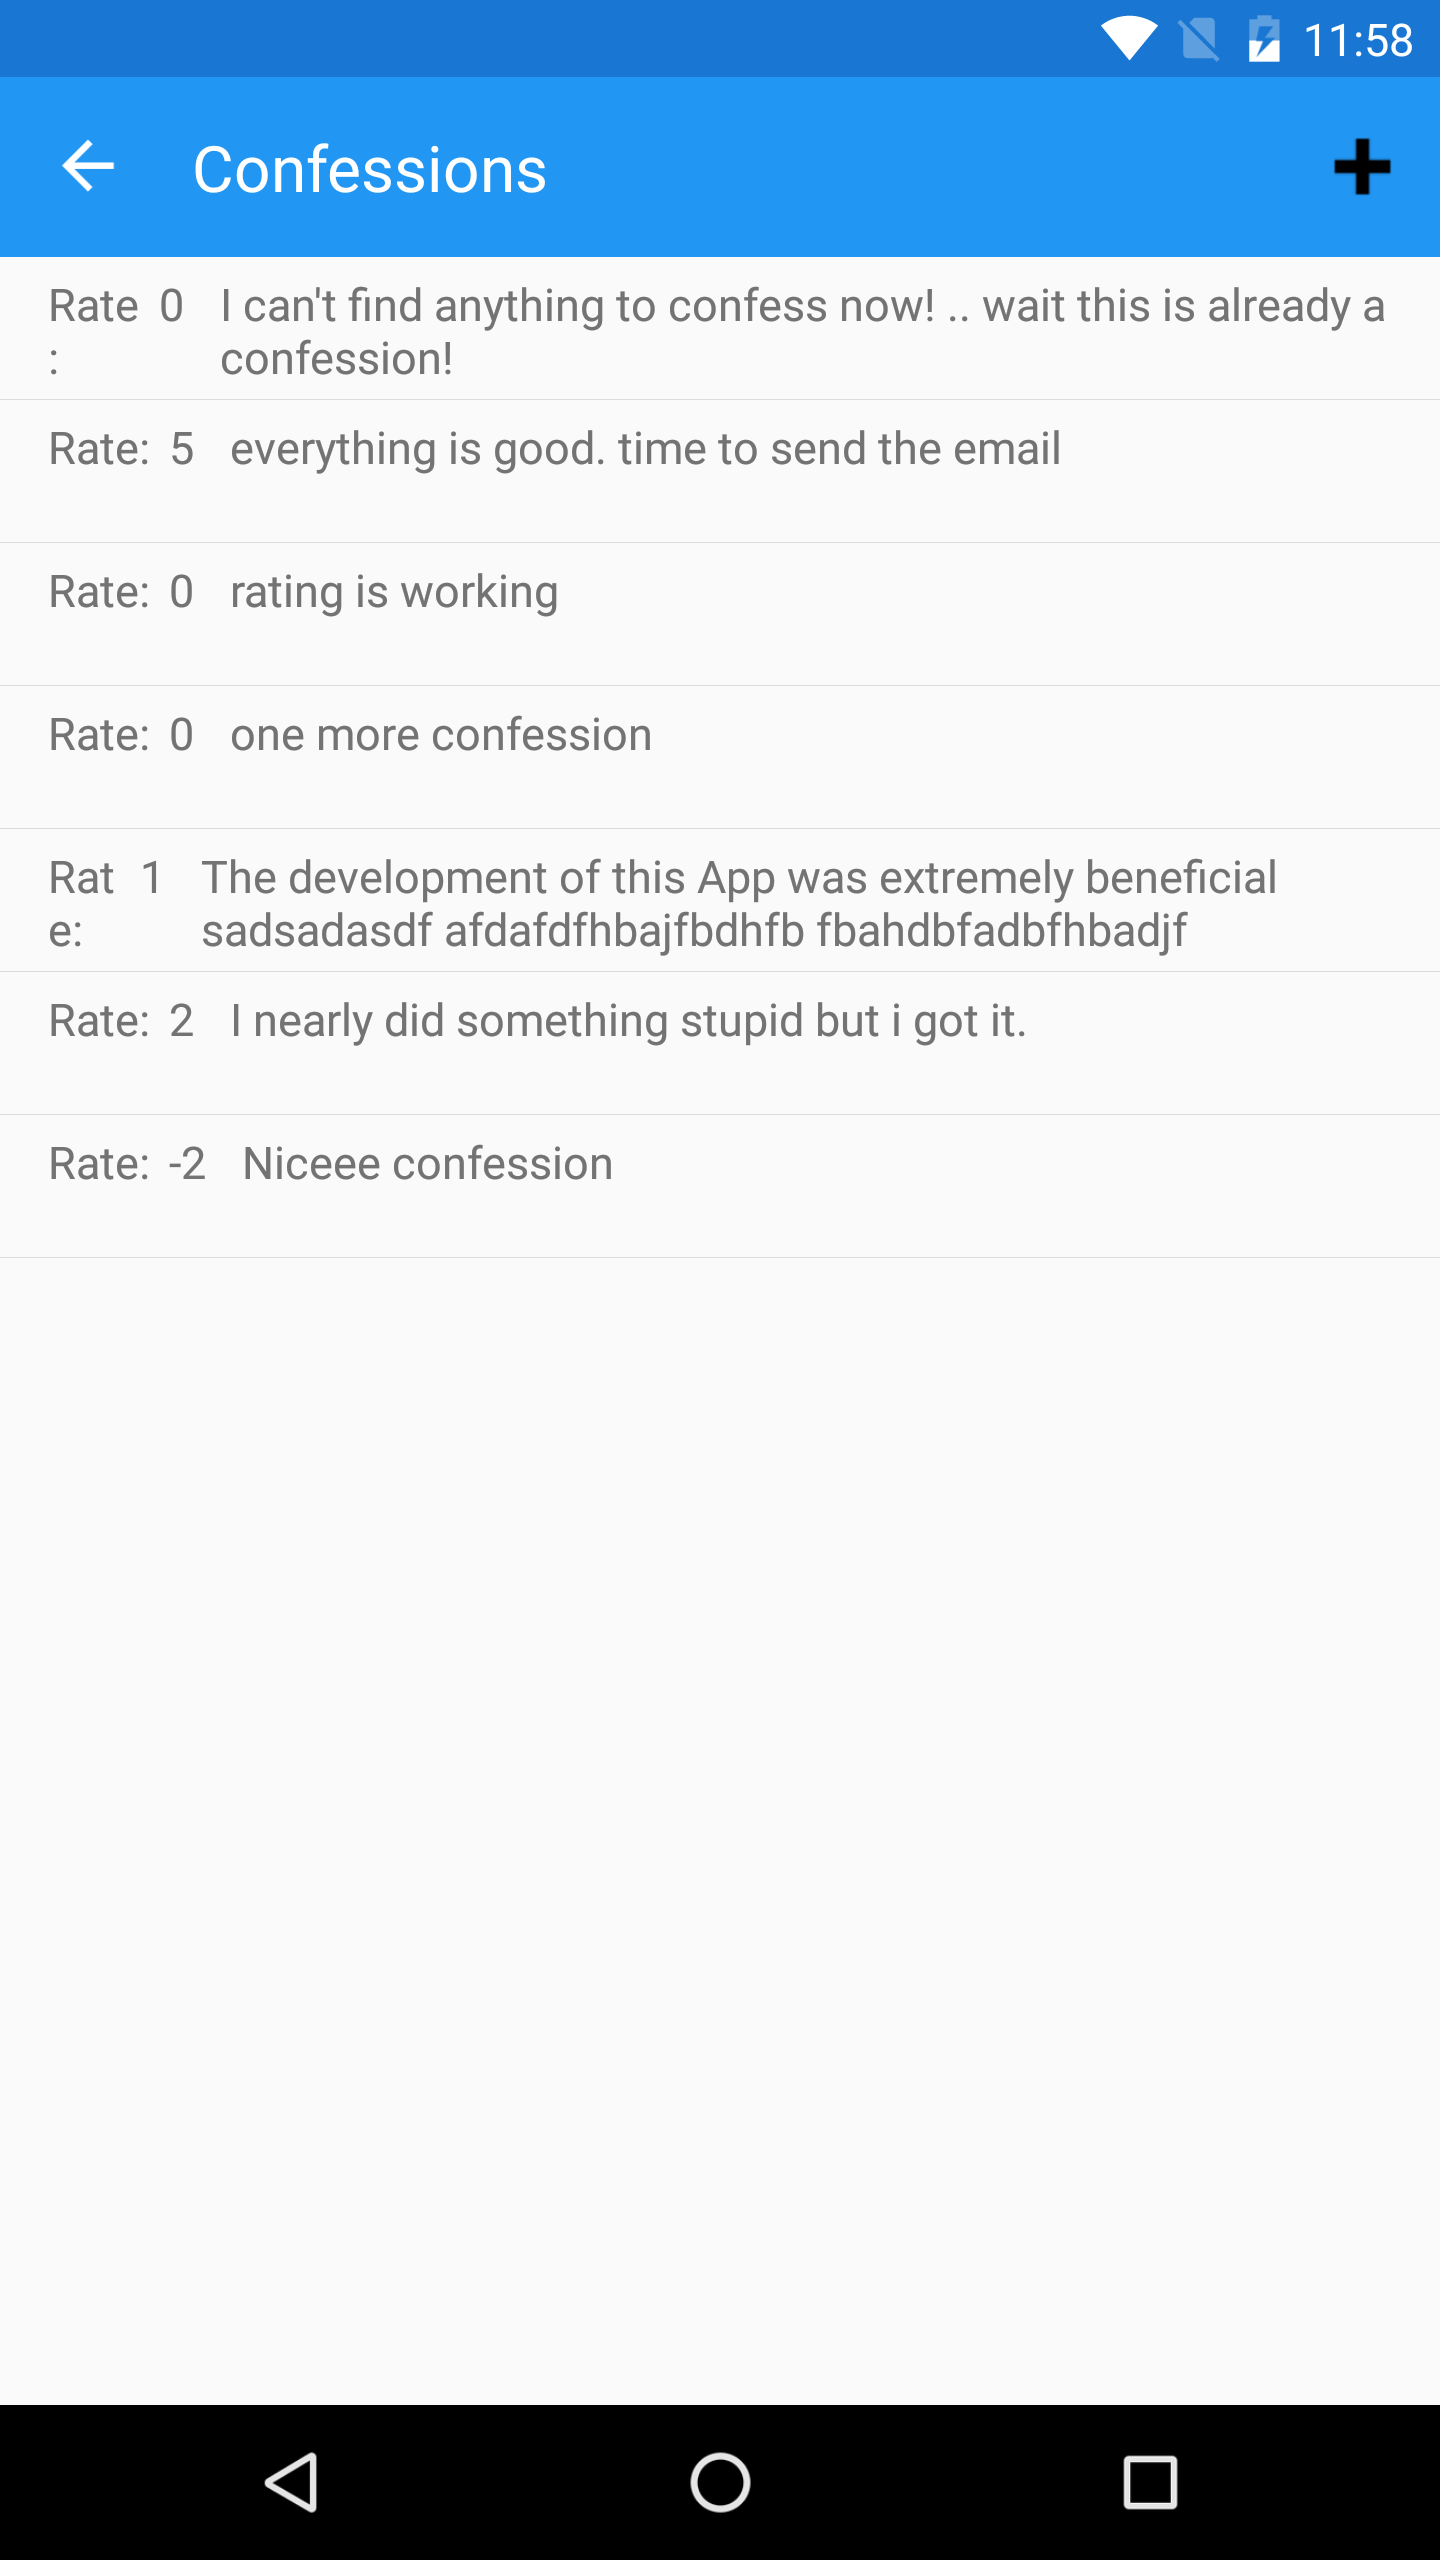 11:58
Confessions
Rate 0 I can't find anything to confess now! .. wait this is already a
: confession!
Rate: 5 everything is good. time to send the email
Rate: 0 rating is working
Rate: 0 one more confession
Rat 1 The development of this App was extremely beneficial
e: sadsadasdf afdafdfhbajfbdhfb fbahdbfadbfhbadjf
Rate: 2 I nearly did something stupid but i got it.
Rate: -2 Niceee confession